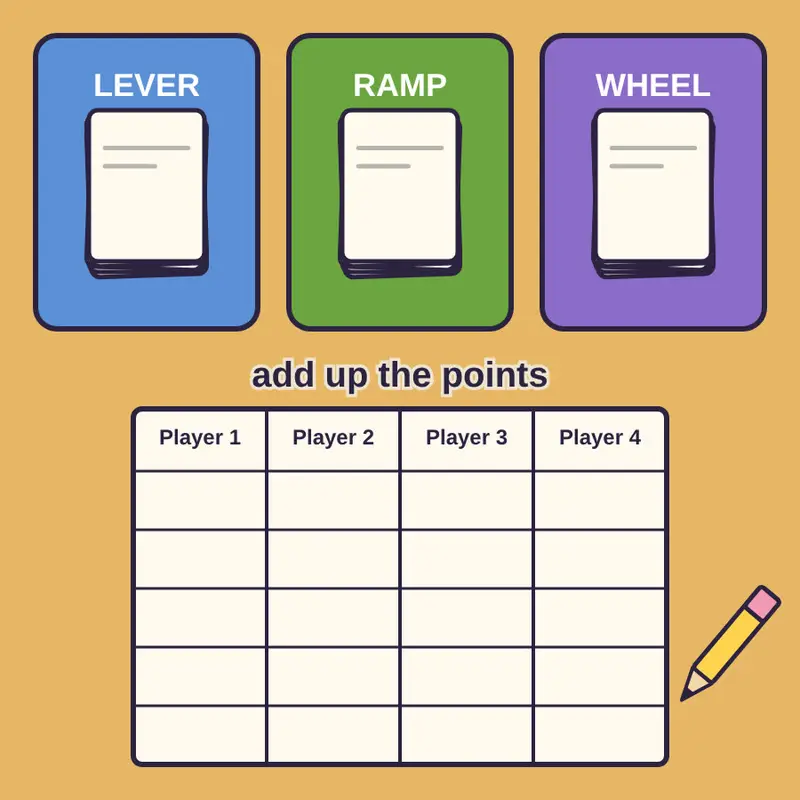 LEVER
RAMP
WHEEL
add up the points
Player 1
Player 2
Player 3
Player 4